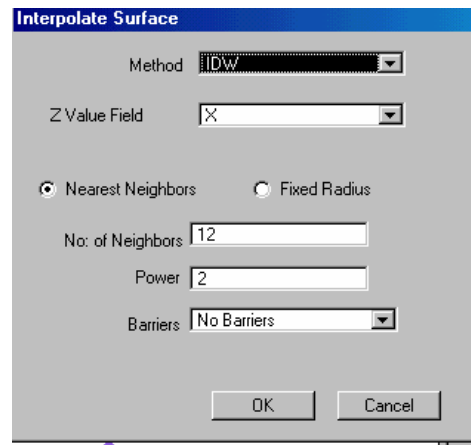 Interpolate Surface
Method IDW
Z Value Field X
Nearest Neighbors Fixed Radius
No: of Neighbors 12
Power 2
Barriers No Barriers
OK Cancel